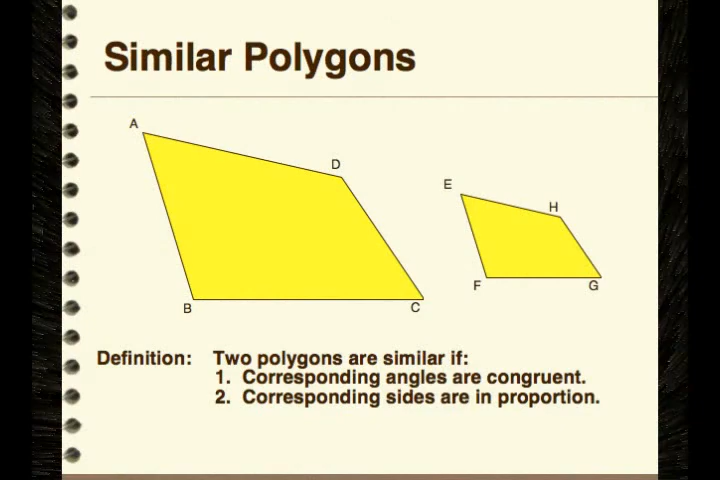 Similar Polygons
A
D
E
H
B
C
F
G
Definition: Two polygons are similar if:
1. Corresponding angles are congruent.
2. Corresponding sides are in proportion.